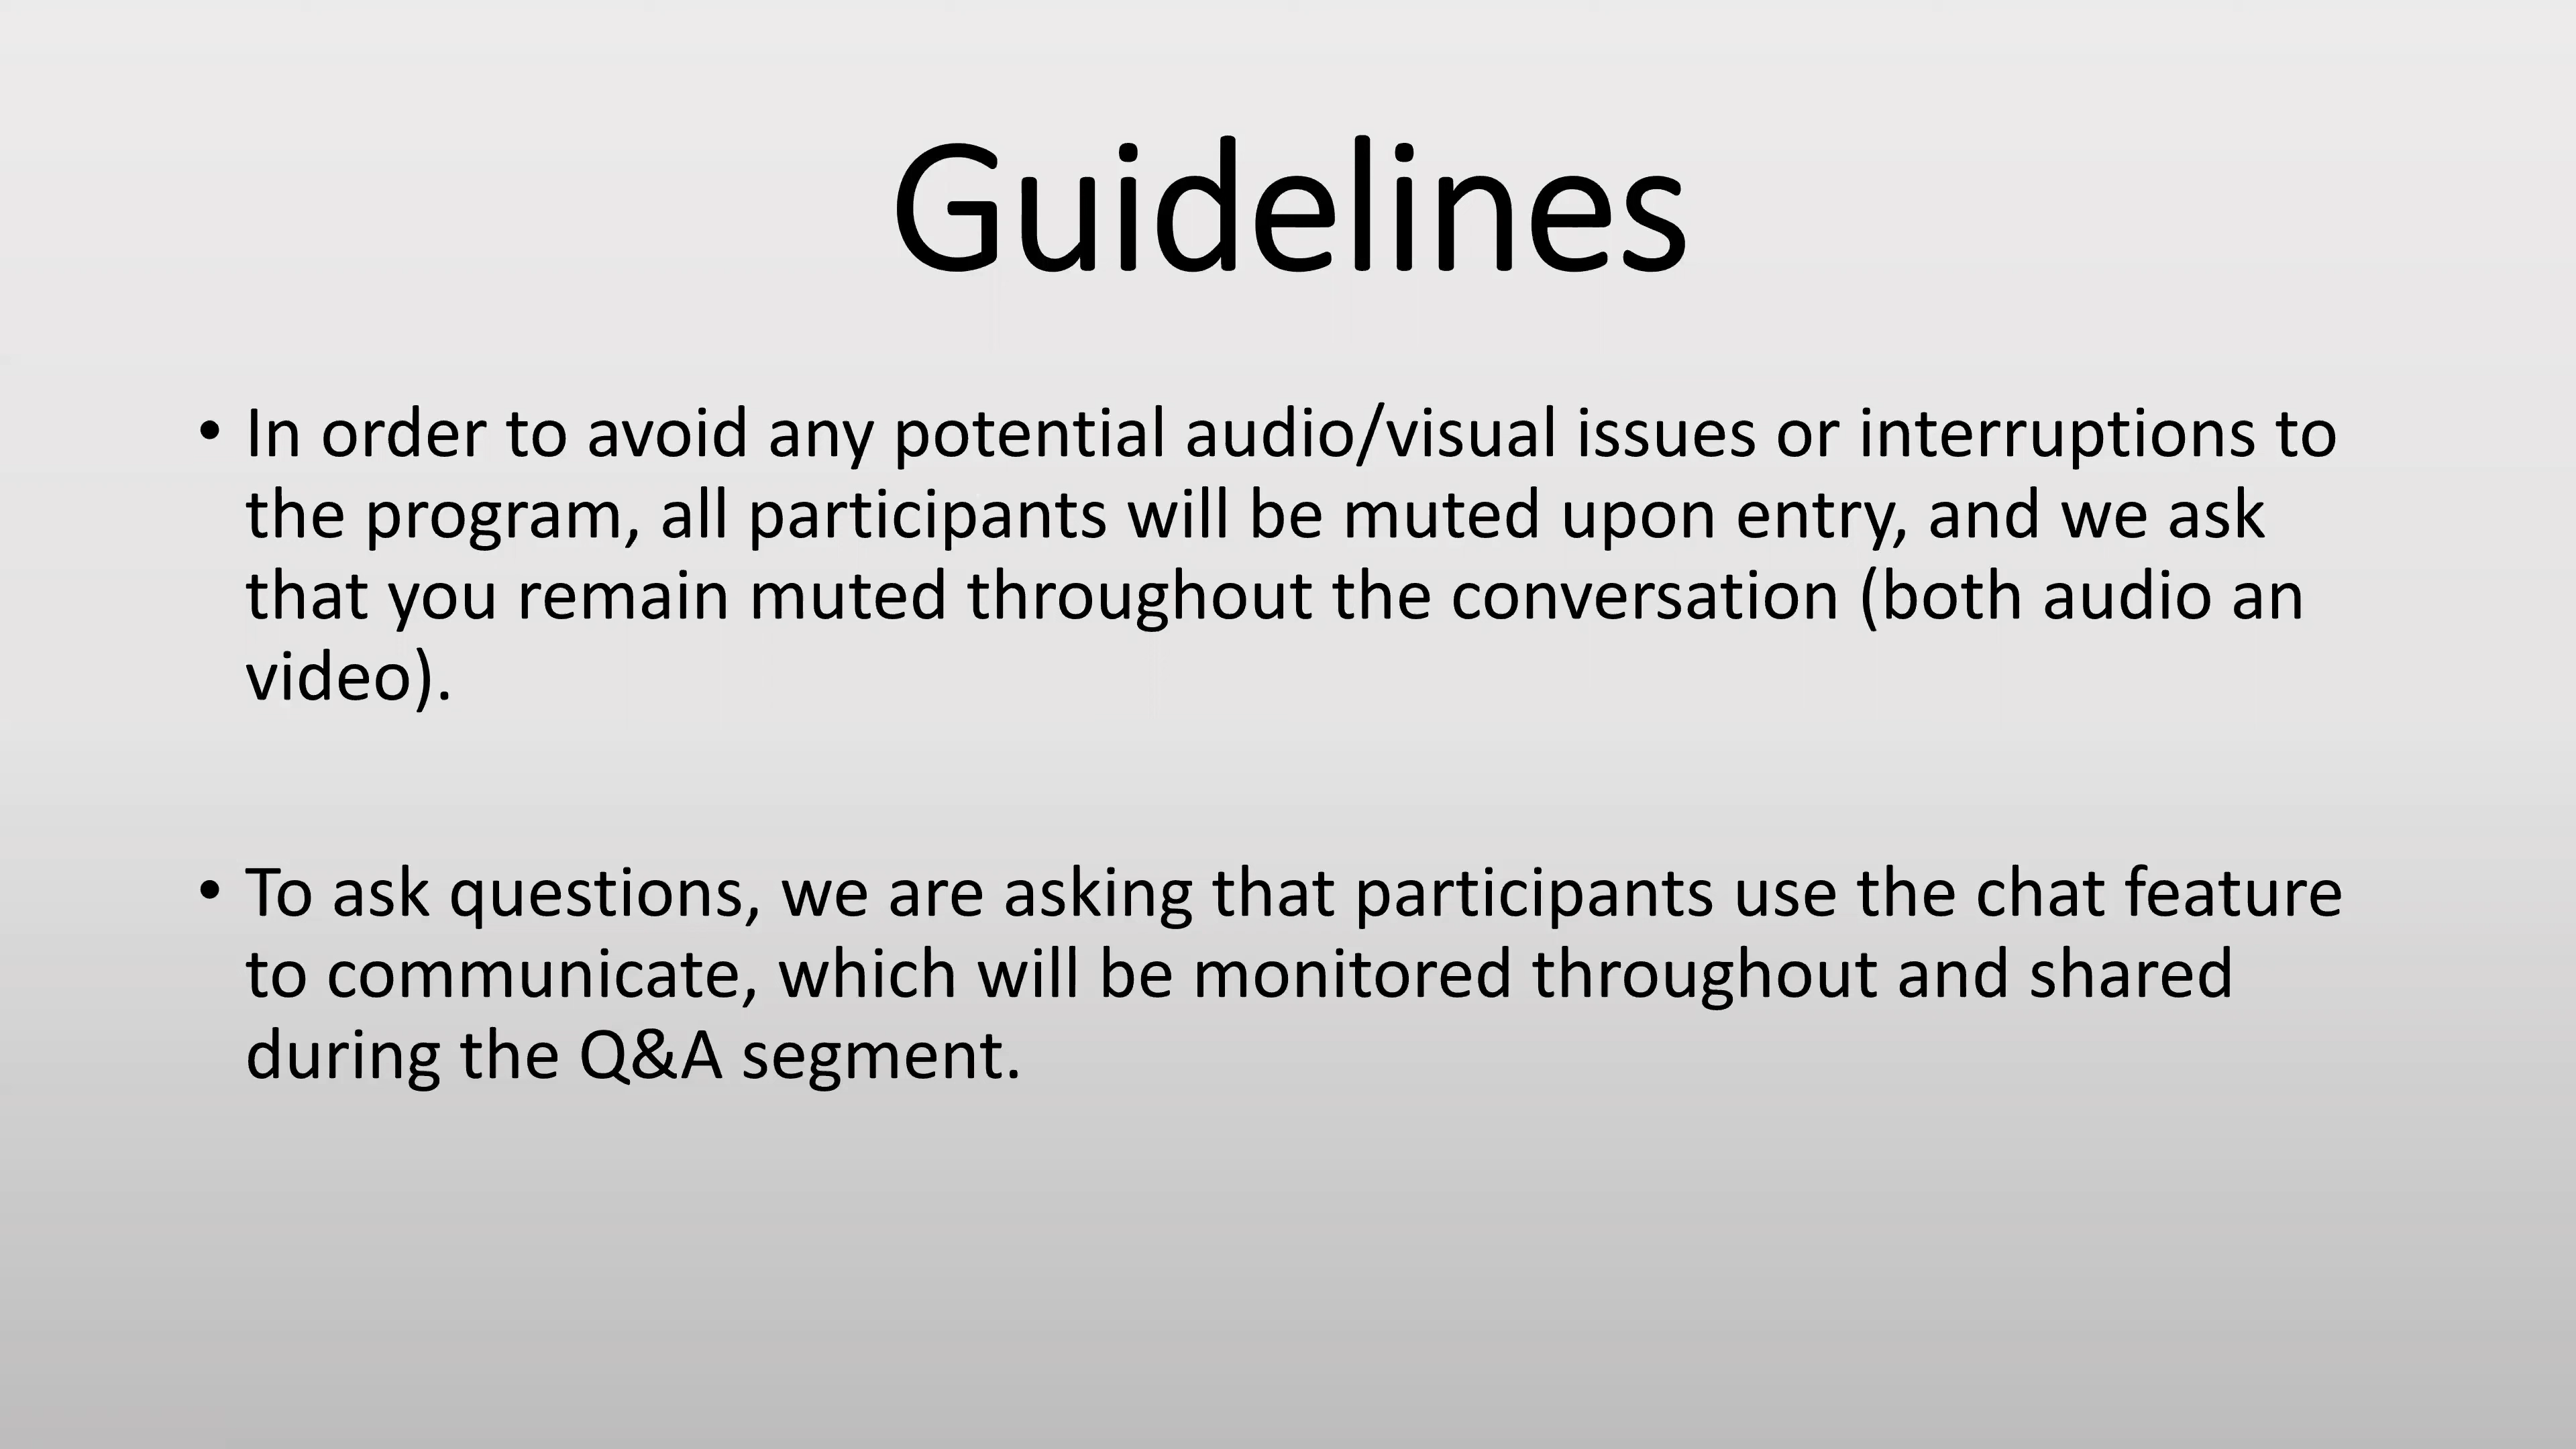 Guidelines
• In order to avoid any potential audio/visual issues or interruptions to
the program, all participants will be muted upon entry, and we ask
that you remain muted throughout the conversation (both audio an
video).
• To ask questions, we are asking that participants use the chat feature
to communicate, which will be monitored throughout and shared
during the Q&A segment.